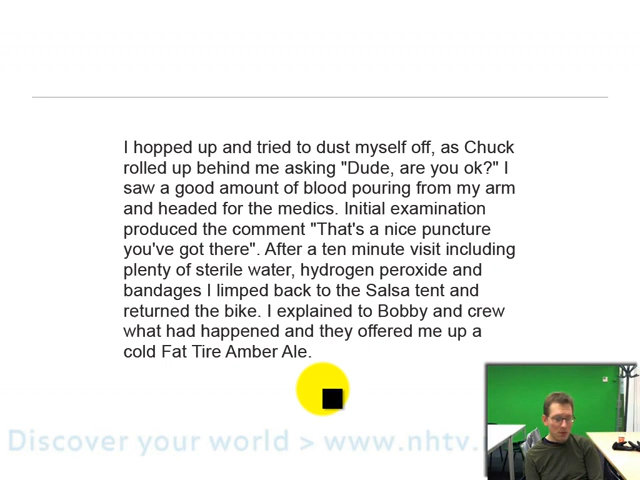 I hopped up and tried to dust myself off, as Chuck
rolled up behind me asking "Dude, are you ok?" I
saw a good amount of blood pouring from my arm
and headed for the medics. Initial examination
produced the comment "That's a nice puncture
you've got there". After a ten minute visit including
plenty of sterile water, hydrogen peroxide and
bandages I limped back to the Salsa tent and
returned the bike. I explained to Bobby and crew
what had happened and they offered me up a
cold Fat Tire Amber Ale.
Discover your world > www.nhtv.